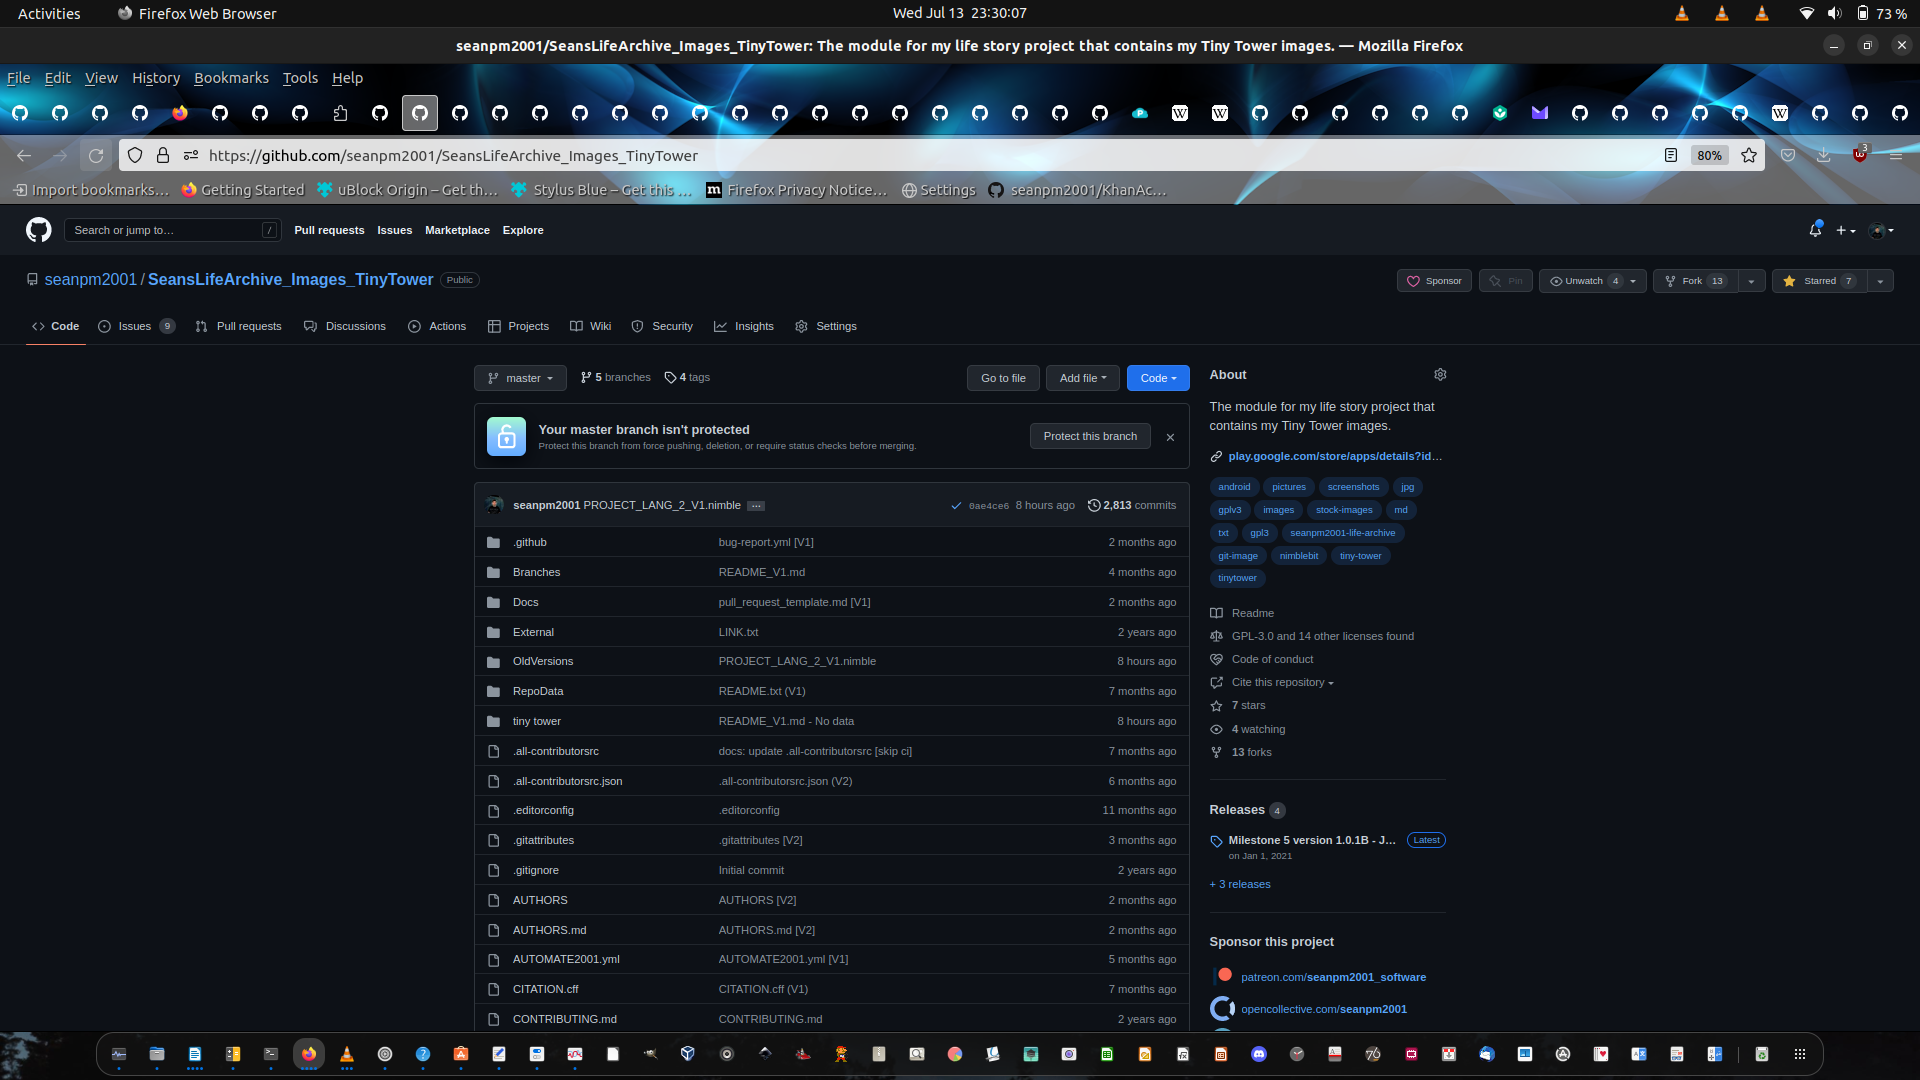 Activities
Firefox Web Browser
Wed Jul 13 23:30:07
73 %
seanpm2001/SeansLifeArchive_Images_TinyTower: The module for my life story project that contains my Tiny Tower images. — Mozilla Firefox
File Edit View History Bookmarks Tools Help
https://github.com/seanpm2001/SeansLifeArchive_Images_TinyTower
80%
3
Import bookmarks… Getting Started uBlock Origin – Get th… Stylus Blue – Get this … Firefox Privacy Notice… Settings seanpm2001/KhanAc…
Search or jump to… /
Pull requests Issues Marketplace Explore
seanpm2001 / SeansLifeArchive_Images_TinyTower Public
Sponsor Pin Unwatch 4 Fork 13 Starred 7
Code Issues 9 Pull requests Discussions Actions Projects Wiki Security Insights Settings
master 5 branches 4 tags
Go to file Add file Code
Your master branch isn't protected
Protect this branch from force pushing, deletion, or require status checks before merging.
Protect this branch
seanpm2001 PROJECT_LANG_2_V1.nimble … 0ae4ce6 8 hours ago 2,813 commits
.github bug-report.yml [V1] 2 months ago
Branches README_V1.md 4 months ago
Docs pull_request_template.md [V1] 2 months ago
External LINK.txt 2 years ago
OldVersions PROJECT_LANG_2_V1.nimble 8 hours ago
RepoData README.txt (V1) 7 months ago
tiny tower README_V1.md - No data 8 hours ago
.all-contributorsrc docs: update .all-contributorsrc [skip ci] 7 months ago
.all-contributorsrc.json .all-contributorsrc.json (V2) 6 months ago
.editorconfig .editorconfig 11 months ago
.gitattributes .gitattributes [V2] 3 months ago
.gitignore Initial commit 2 years ago
AUTHORS AUTHORS [V2] 2 months ago
AUTHORS.md AUTHORS.md [V2] 2 months ago
AUTOMATE2001.yml AUTOMATE2001.yml [V1] 5 months ago
CITATION.cff CITATION.cff (V1) 7 months ago
CONTRIBUTING.md CONTRIBUTING.md 2 years ago
About
The module for my life story project that
contains my Tiny Tower images.
play.google.com/store/apps/details?id…
android pictures screenshots jpg
gplv3 images stock-images md
txt gpl3 seanpm2001-life-archive
git-image nimblebit tiny-tower
tinytower
Readme
GPL-3.0 and 14 other licenses found
Code of conduct
Cite this repository
7 stars
4 watching
13 forks
Releases 4
Milestone 5 version 1.0.1B - J… Latest
on Jan 1, 2021
+ 3 releases
Sponsor this project
patreon.com/seanpm2001_software
opencollective.com/seanpm2001